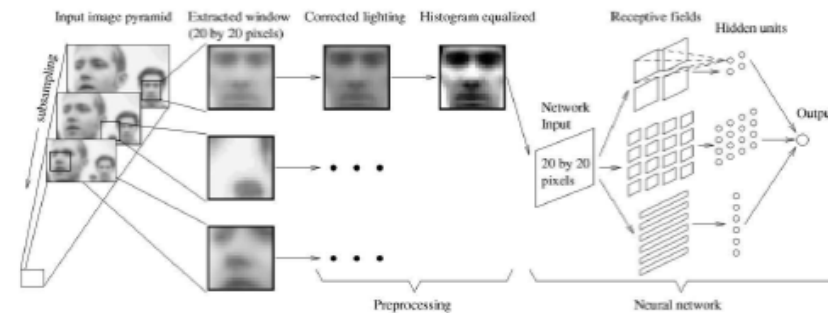 Input image pyramid
Extracted window
(20 by 20 pixels)
Corrected lighting
Histogram equalized
Receptive fields
Hidden units
subsampling
Network
Input
Output
20 by 20
pixels
Preprocessing
Neural network